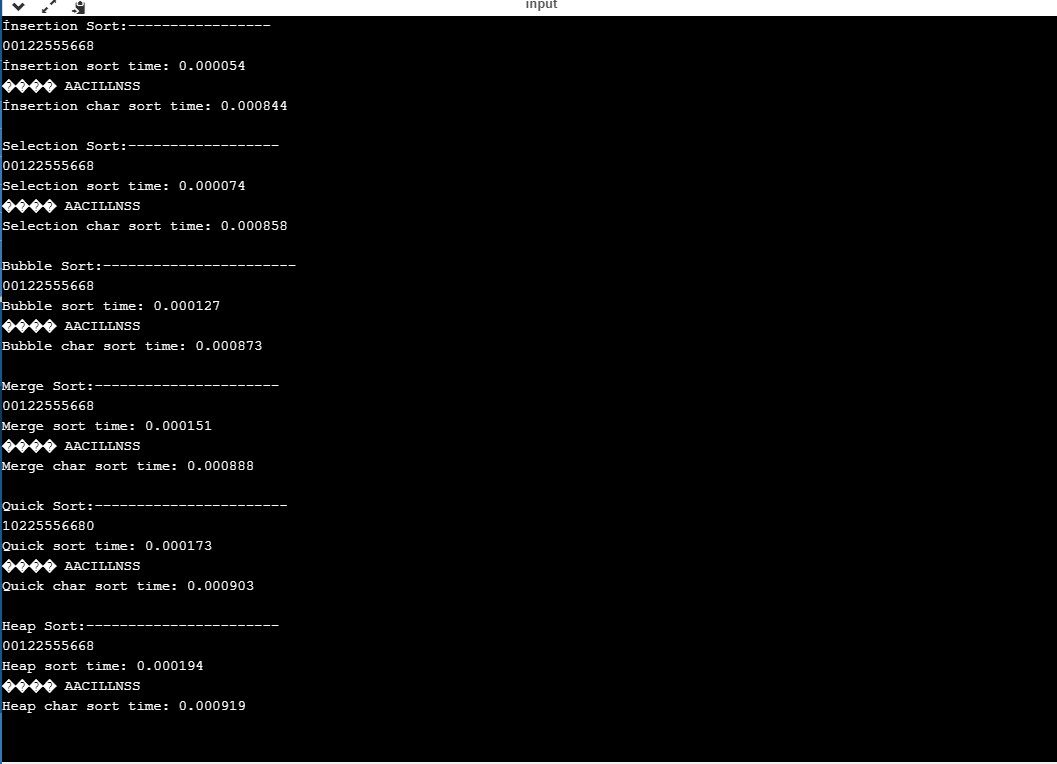 input
İnsertion Sort:-----------------
00122555668
İnsertion sort time: 0.000054
���� AACILLNSS
İnsertion char sort time: 0.000844
Selection Sort:------------------
00122555668
Selection sort time: 0.000074
���� AACILLNSS
Selection char sort time: 0.000858
Bubble Sort:-----------------------
00122555668
Bubble sort time: 0.000127
���� AACILLNSS
Bubble char sort time: 0.000873
Merge Sort:----------------------
00122555668
Merge sort time: 0.000151
���� AACILLNSS
Merge char sort time: 0.000888
Quick Sort:-----------------------
10225556680
Quick sort time: 0.000173
���� AACILLNSS
Quick char sort time: 0.000903
Heap Sort:-----------------------
00122555668
Heap sort time: 0.000194
���� AACILLNSS
Heap char sort time: 0.000919